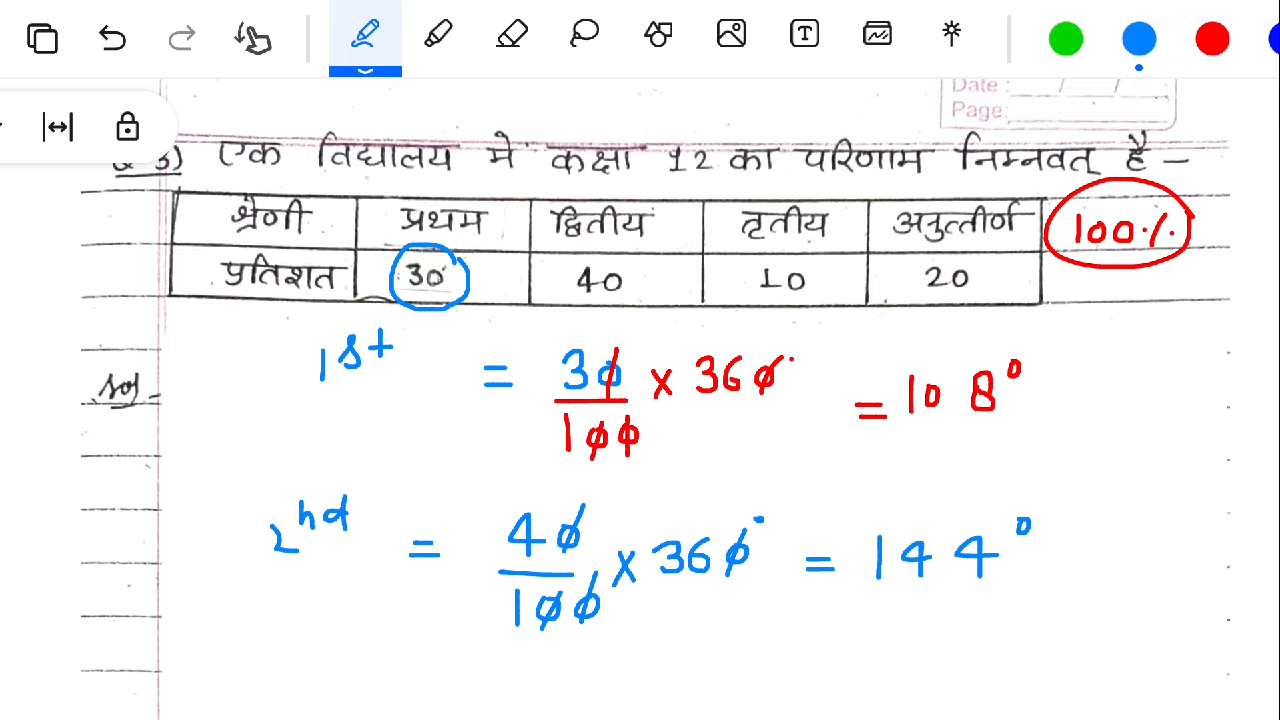 Date : / /
Page:
3) एक विद्यालय में कक्षा 12 का परिणाम निम्नवत् है -
श्रेणी प्रथम द्वितीय तृतीय अनुत्तीर्ण 100%
प्रतिशत 30 40 10 20
1st = 30/100 × 360° = 108°
sol -
2nd = 40/100 × 360° = 144°